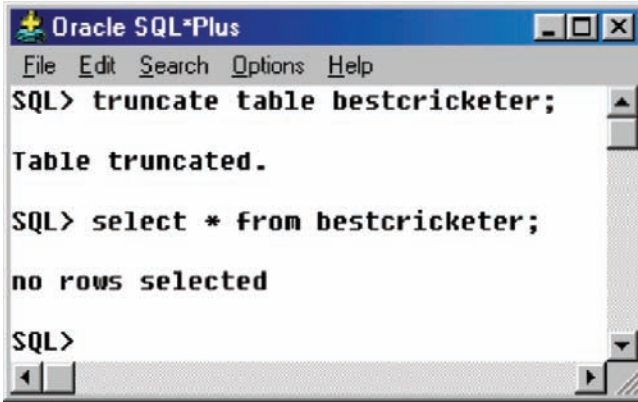 Oracle SQL*Plus
File Edit Search Options Help
SQL> truncate table bestcricketer;
Table truncated.
SQL> select * from bestcricketer;
no rows selected
SQL>